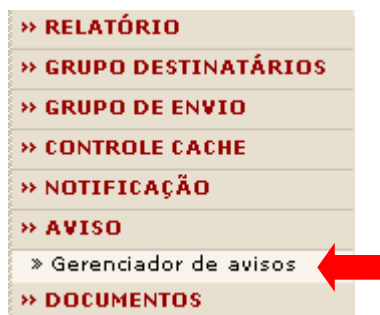 » RELATÓRIO
» GRUPO DESTINATÁRIOS
» GRUPO DE ENVIO
» CONTROLE CACHE
» NOTIFICAÇÃO
» AVISO
» Gerenciador de avisos
» DOCUMENTOS